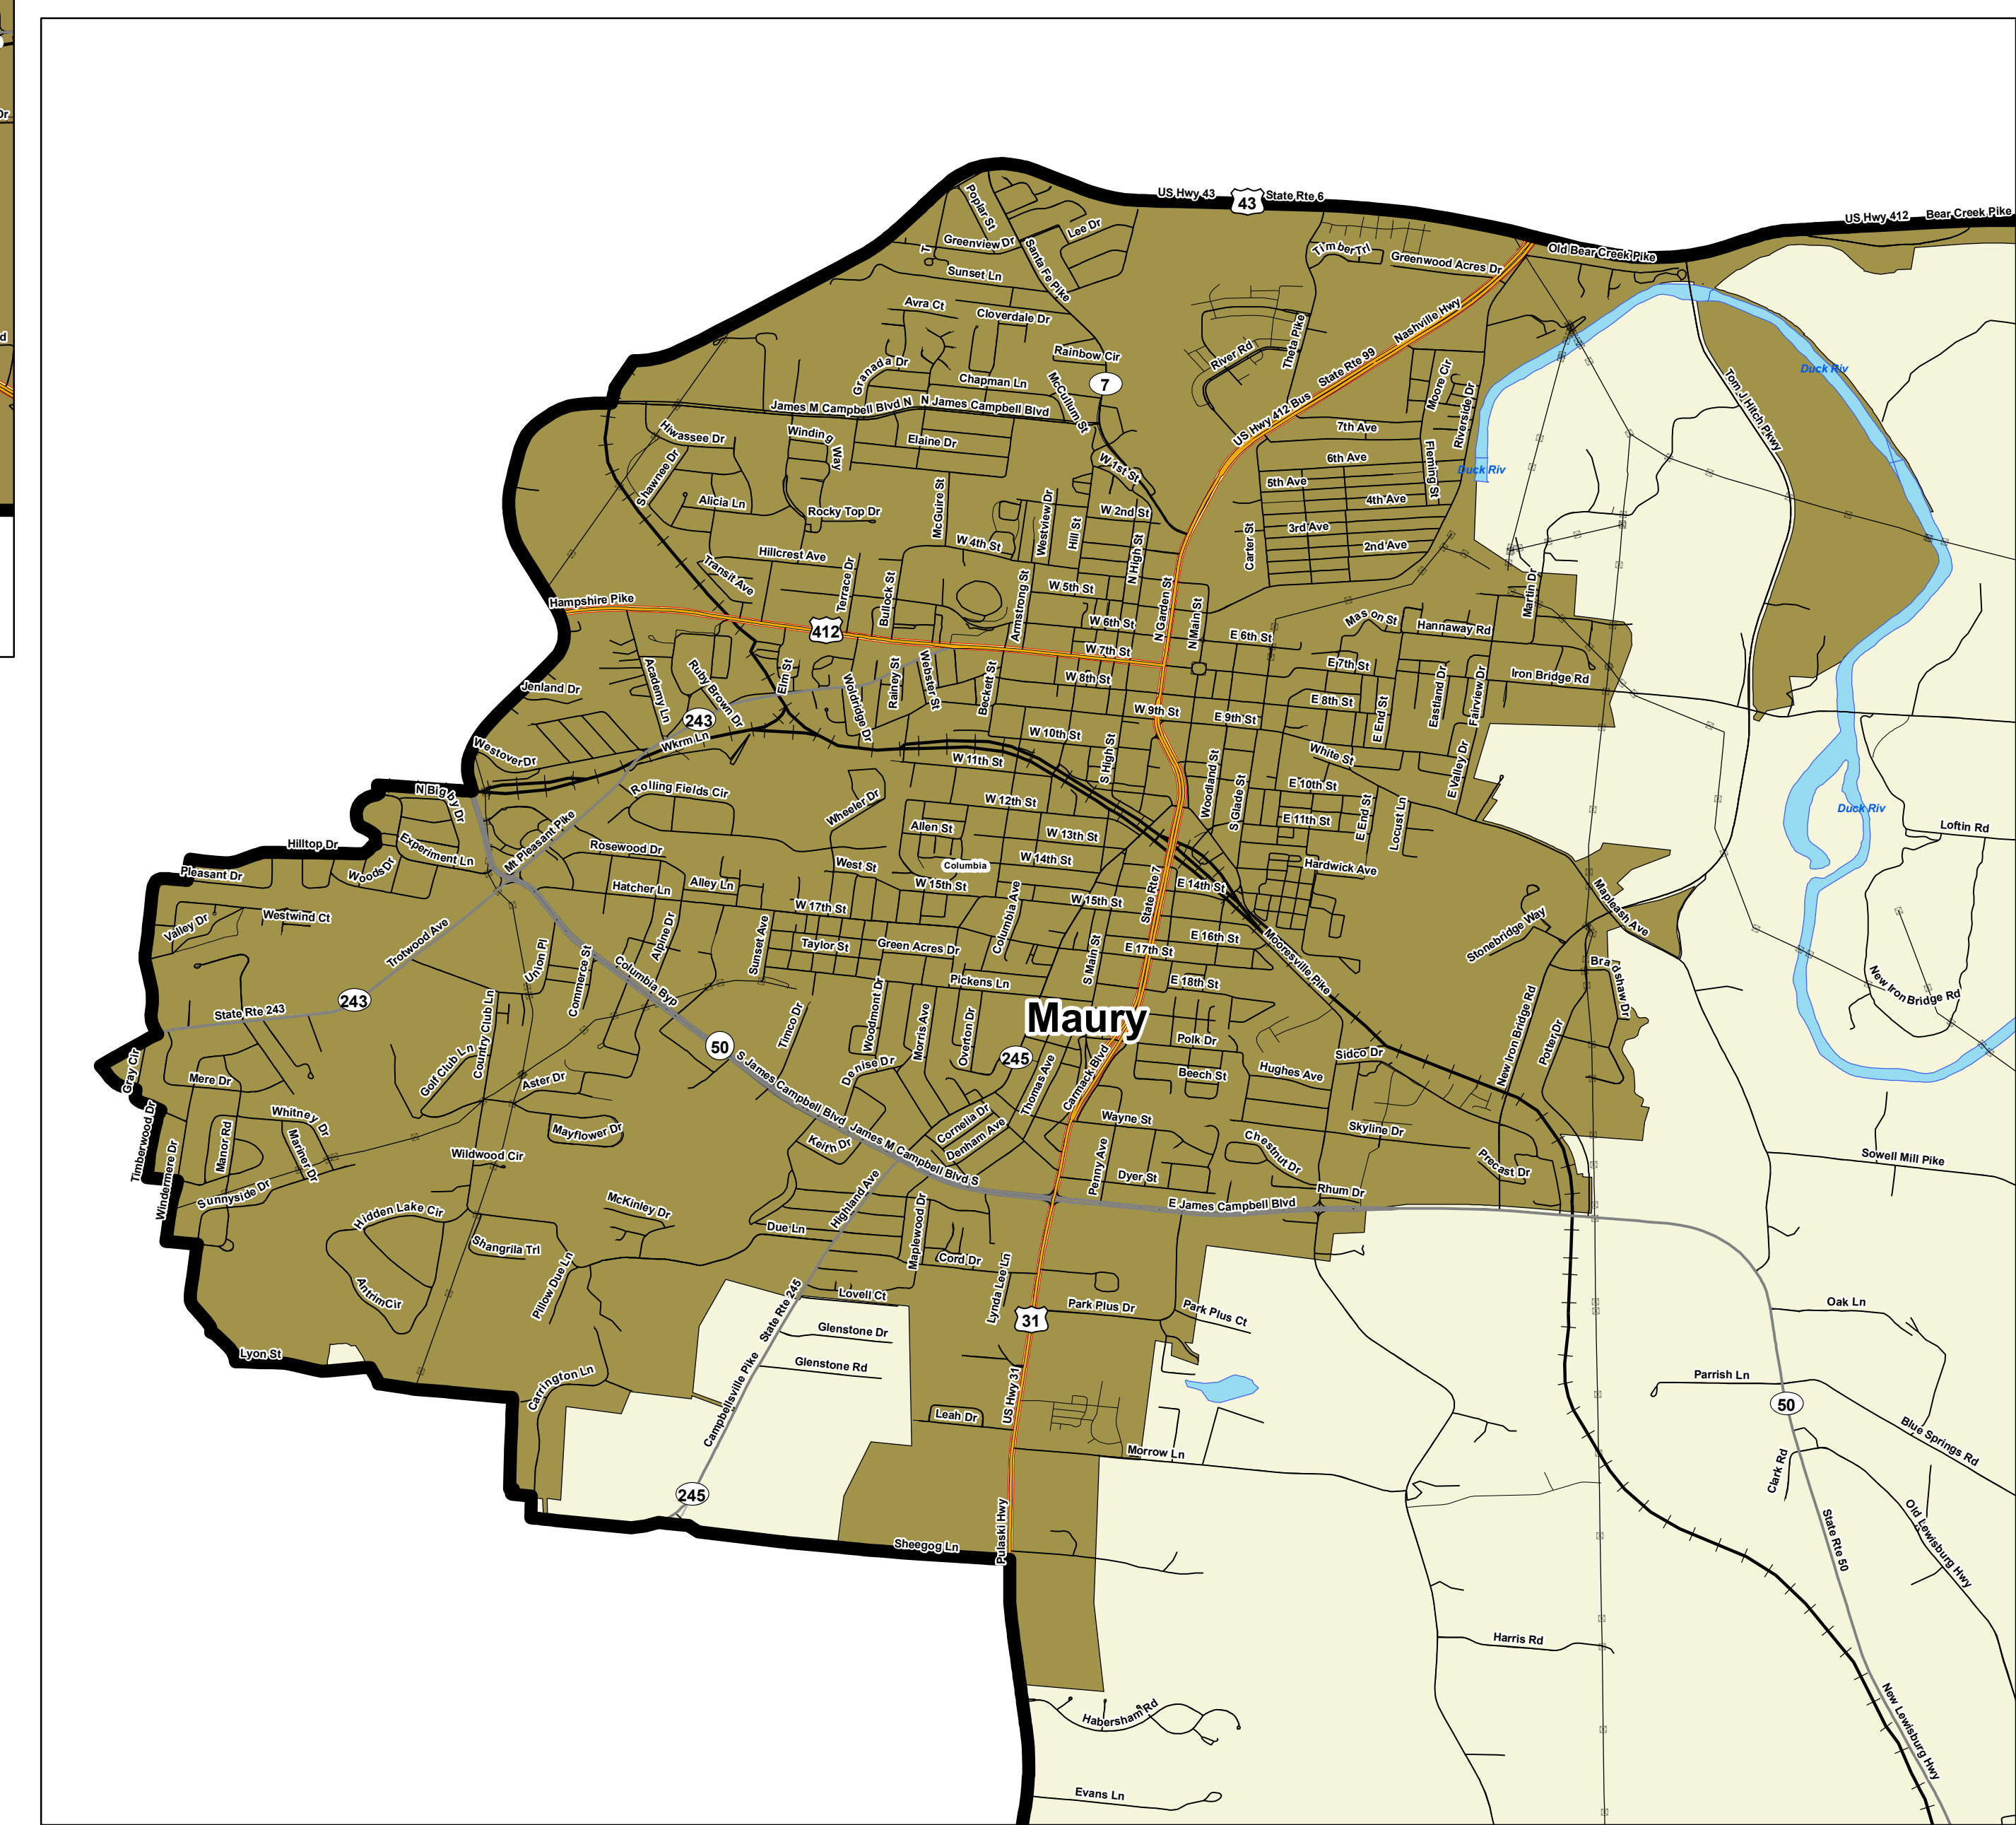 US Hwy 43
43
State Rte 6
US Hwy 412
Bear Creek Pike
Old Bear Creek Pike
Poplar St
Lee Dr
Greenview Dr
Santa Fe Pike
Timber Trl
Greenwood Acres Dr
Sunset Ln
Avra Ct
Cloverdale Dr
Nashville Hwy
Theta Pike
River Rd
State Rte 99
Rainbow Cir
Granada Dr
Chapman Ln
McCullum St
7
Moore Cir
Riverside Dr
Tom J Hitch Pkwy
Duck Riv
James M Campbell Blvd N
N James Campbell Blvd
US Hwy 412 Bus
7th Ave
Hiwassee Dr
Winding Way
Elaine Dr
6th Ave
Fleming St
Duck Riv
Shawnee Dr
W 1st St
5th Ave
4th Ave
Alicia Ln
Rocky Top Dr
McGuire St
Westview Dr
Hill St
W 2nd St
3rd Ave
2nd Ave
Carter St
N High St
W 4th St
Hillcrest Ave
Transit Ave
Terrace Dr
Bullock St
Armstrong St
W 5th St
N Garden St
N Main St
Martin Dr
Hampshire Pike
412
W 6th St
E 6th St
Mason St
Hannaway Rd
W 7th St
E 7th St
Iron Bridge Rd
Academy Ln
Ruby Brown Dr
Elm St
Woldridge Dr
Rainey St
Webster St
Beckett St
W 8th St
E 8th St
E End St
Eastland Dr
Fairview Dr
Jenland Dr
243
W 9th St
E 9th St
Wkrm Ln
W 10th St
S High St
White St
E Valley Dr
Westover Dr
W 11th St
Woodland St
S Glade St
E 10th St
N Bigby Dr
Rolling Fields Cir
Wheeler Dr
W 12th St
E 11th St
E End St
Locust Ln
Duck Riv
Loftin Rd
Hilltop Dr
Experiment Ln
Mt Pleasant Pike
Allen St
W 13th St
Rosewood Dr
Columbia
W 14th St
Hardwick Ave
Pleasant Dr
Woods Dr
West St
Hatcher Ln
Alley Ln
W 15th St
W 15th St
State Rte 7
E 14th St
Mapleash Ave
Valley Dr
Westwind Ct
W 17th St
Columbia Ave
Trotwood Ave
Alpine Dr
Sunset Ave
Taylor St
Green Acres Dr
S Main St
E 16th St
E 17th St
Mooresville Pike
Stonebridge Way
Union Pl
Commerce St
Columbia Byp
Pickens Ln
E 18th St
Bradshaw Dr
New Iron Bridge Rd
State Rte 243
243
Country Club Ln
Timco Dr
Woodmont Dr
Morris Ave
Overton Dr
Maury
New Iron Bridge Rd
Potter Dr
50
245
Polk Dr
Sidco Dr
Gray Cir
Mere Dr
Golf Club Ln
Aster Dr
S James Campbell Blvd
Denise Dr
Thomas Ave
Carmack Blvd
Beech St
Hughes Ave
Timberwood Dr
Whitney Dr
Manor Rd
Mariner Dr
Mayflower Dr
Keith Dr
James M Campbell Blvd S
Cornelia Dr
Denham Ave
Wayne St
Skyline Dr
Windermere Dr
Wildwood Cir
Penny Ave
Chestnut Dr
Precast Dr
Sowell Mill Pike
Sunnyside Dr
Dyer St
Rhum Dr
Hidden Lake Cir
McKinley Dr
Highland Ave
Maplewood Dr
E James Campbell Blvd
Due Ln
Shangrila Trl
Pillow Due Ln
Cord Dr
Antrim Cir
Lovell Ct
Lynda Lee Ln
Park Plus Dr
Park Plus Ct
Oak Ln
State Rte 245
31
Glenstone Dr
Lyon St
Glenstone Rd
Parrish Ln
Carrington Ln
Campbellsville Pike
Leah Dr
US Hwy 31
50
Blue Springs Rd
Morrow Ln
Clark Rd
245
Pulaski Hwy
Old Lewisburg Hwy
State Rte 50
Sheegog Ln
Harris Rd
Habersham Rd
New Lewisburg Hwy
Evans Ln